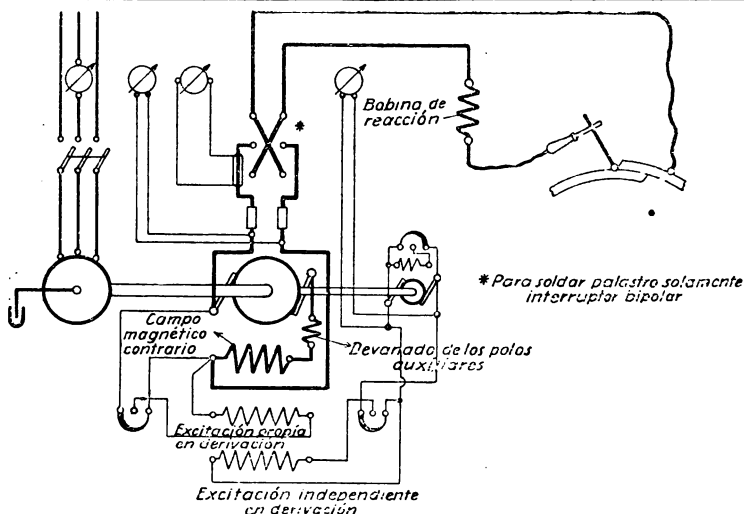 Bobina de
reacción
*
* Para soldar palastro solamente
interruptor bipolar
Campo
magnético
contrario
Devanado de los polos
auxiliares
Excitación propia
en derivación
Excitación independiente
en derivación